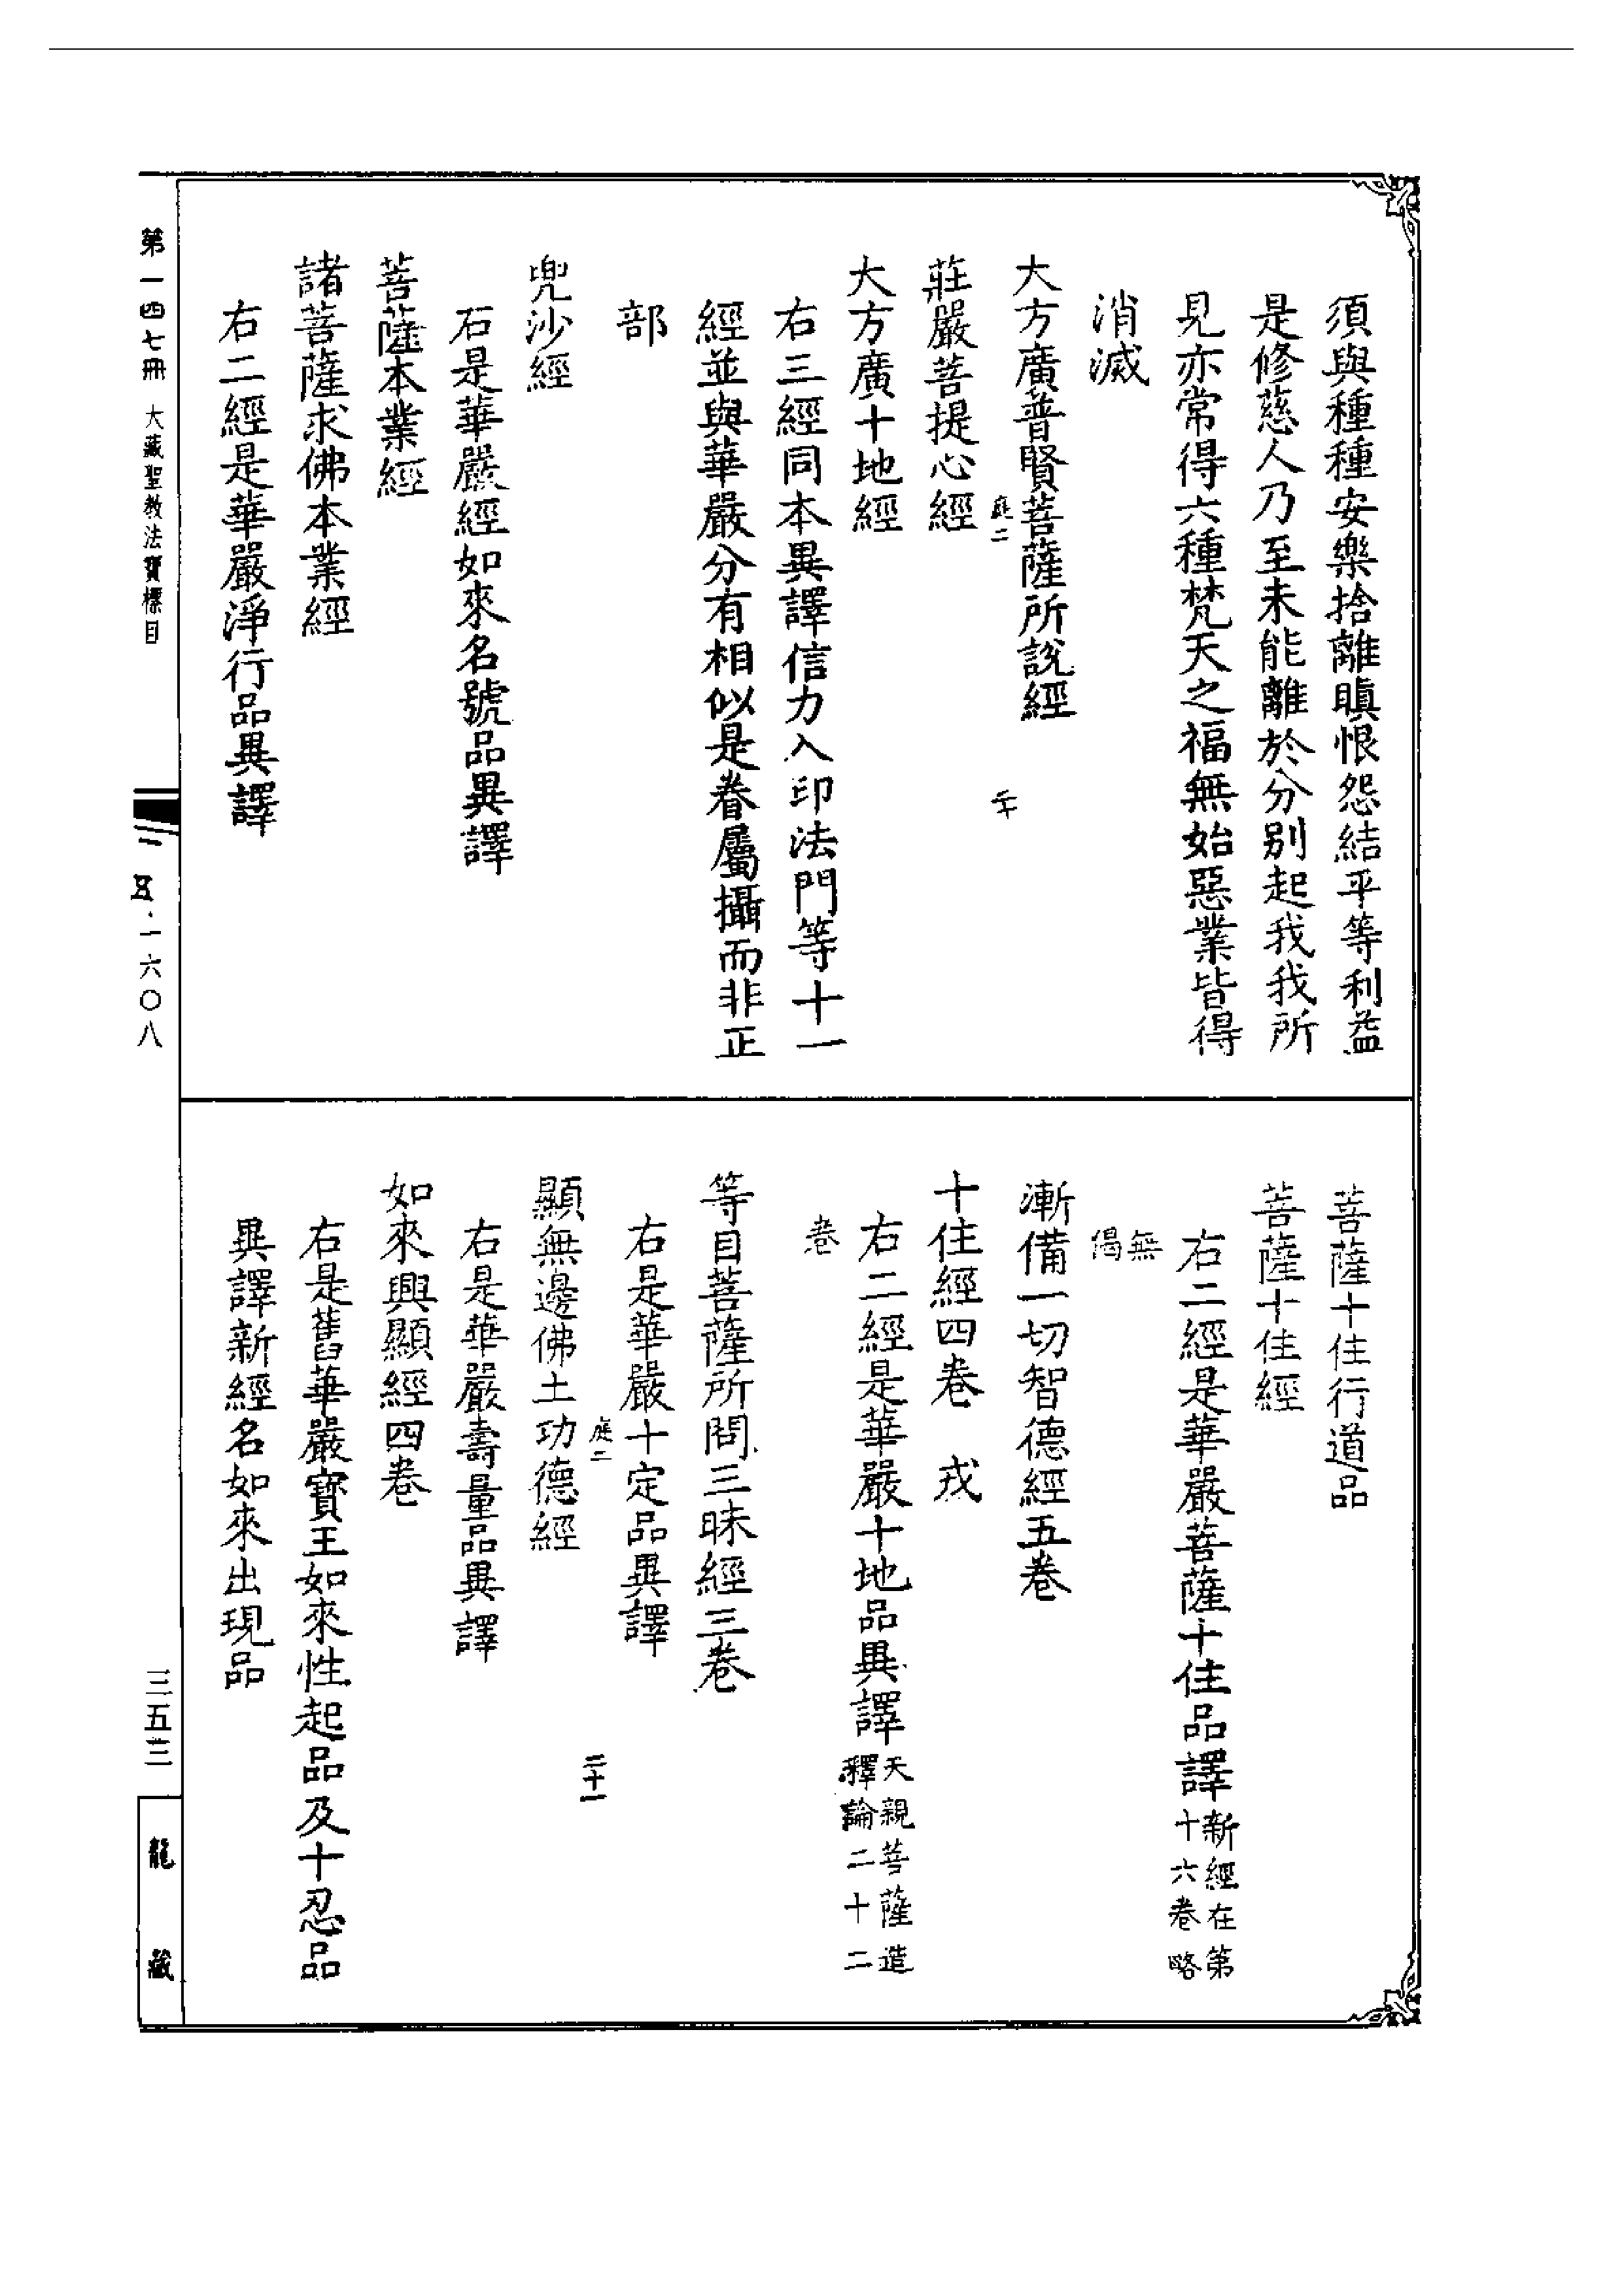 須與種種安樂捨離瞋恨怨結平等利益
是修慈人乃至未能離於分別起我我所
見亦常得六種梵天之福無始惡業皆得
消滅
大方廣普賢菩薩所說經
庭二
二十
莊嚴菩提心經
大方廣十地經
右三經同本異譯信力入印法門等十一
經並與華嚴分有相似是眷屬攝而非正
部
兜沙經
右是華嚴經如來名號品異譯
菩薩本業經
諸菩薩求佛本業經
右二經是華嚴淨行品異譯
菩薩十住行道品
菩薩十住經
右二經是華嚴菩薩十住品譯新經在第
十六卷略
無
偈
漸備一切智德經五卷
十住經四卷 戎
右二經是華嚴十地品異譯天親菩薩造
釋論二十二
卷
等目菩薩所問三昧經三卷
右是華嚴十定品異譯
庭二
二十一
顯無邊佛土功德經
右是華嚴壽量品異譯
如來興顯經四卷
右是舊華嚴寶王如來性起品及十忍品
異譯新經名如來出現品
第一四七冊 大藏聖教法寶標目
一五·一六〇八
三五三
龍藏